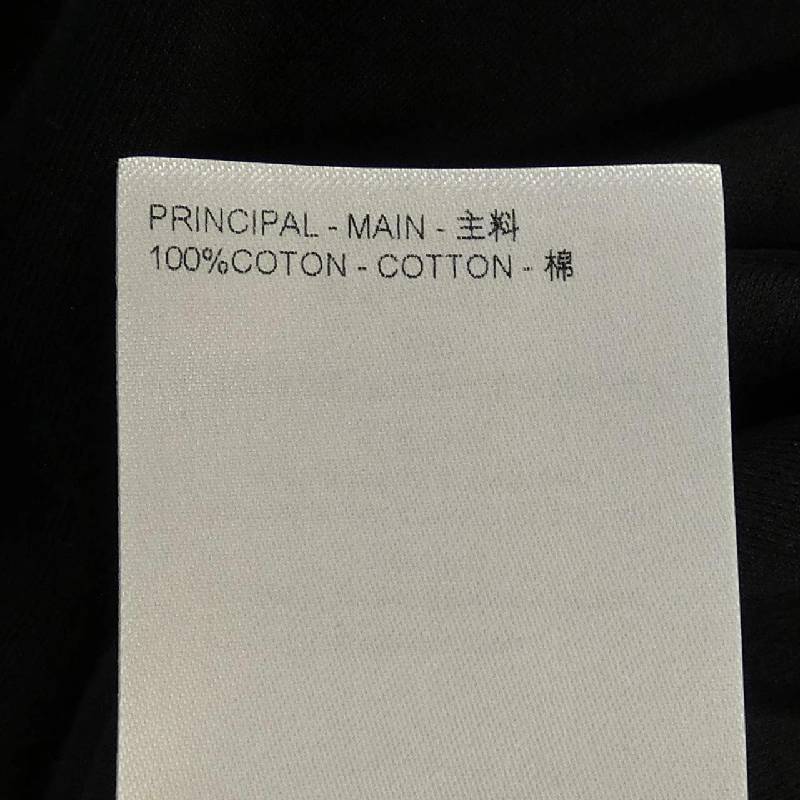 PRINCIPAL - MAIN - 主料
100%COTON - COTTON - 棉